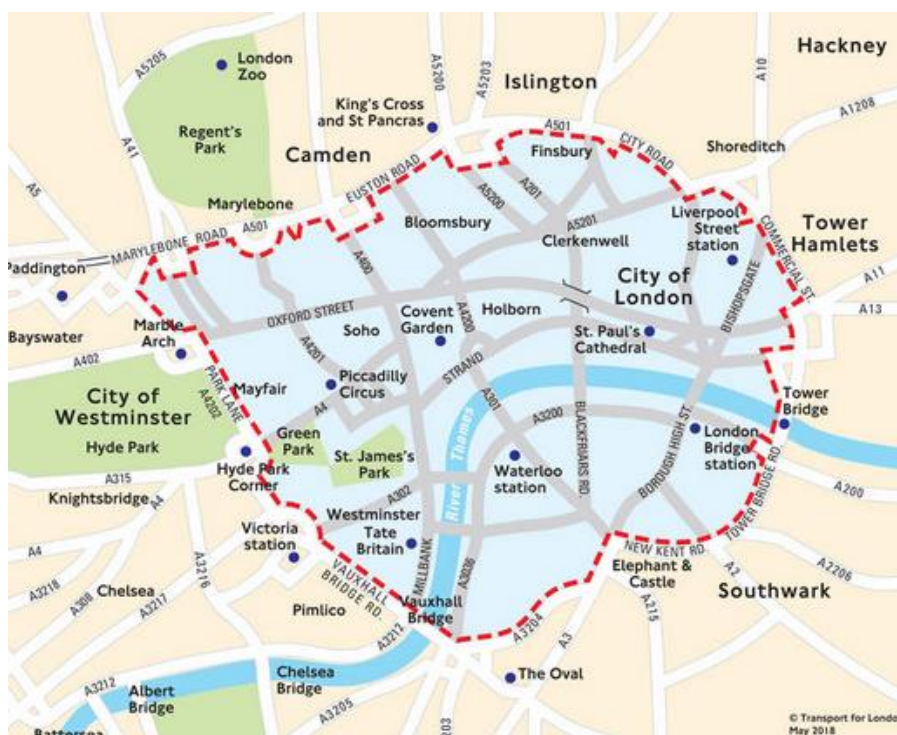 Hackney
A10
A5205
London
Zoo
A5200
A5203
Islington
A1208
A41
Regent's
Park
King's Cross
and St Pancras
A501
CITY ROAD
Shoreditch
Camden
EUSTON ROAD
Finsbury
A5
Marylebone
A501
MARYLEBONE ROAD
A5200
A201
Bloomsbury
A5201
Clerkenwell
Liverpool
Street
station
COMMERCIAL ST.
Tower
Hamlets
Paddington
A400
City of
London
BISHOPSGATE
A11
A13
OXFORD STREET
Bayswater
Marble
Arch
A4201
Soho
Covent
Garden
A4200
Holborn
St. Paul's
Cathedral
A402
PARK LANE
A4202
Mayfair
Piccadilly
Circus
STRAND
City of
Westminster
Hyde Park
A4
A301
A3200
BLACKFRIARS RD.
BOROUGH HIGH ST.
Tower
Bridge
Green
Park
St. James's
Park
River Thames
London
Bridge
station
A315
Hyde Park
Corner
Waterloo
station
Knightsbridge
A4
A302
TOWER BRIDGE RD
A200
Victoria
station
Westminster
Tate
Britain
MILLBANK
A3036
NEW KENT RD
A2
A2206
A4
A3218
A308
A3217
A3216
Chelsea
VAUXHALL
BRIDGE RD.
Pimlico
Vauxhall
Bridge
Elephant &
Castle
Southwark
A3212
A3204
A3
A215
Chelsea
Bridge
The Oval
A3212
Albert
Bridge
A3205
203
Battersea
© Transport for Londo
May 2018